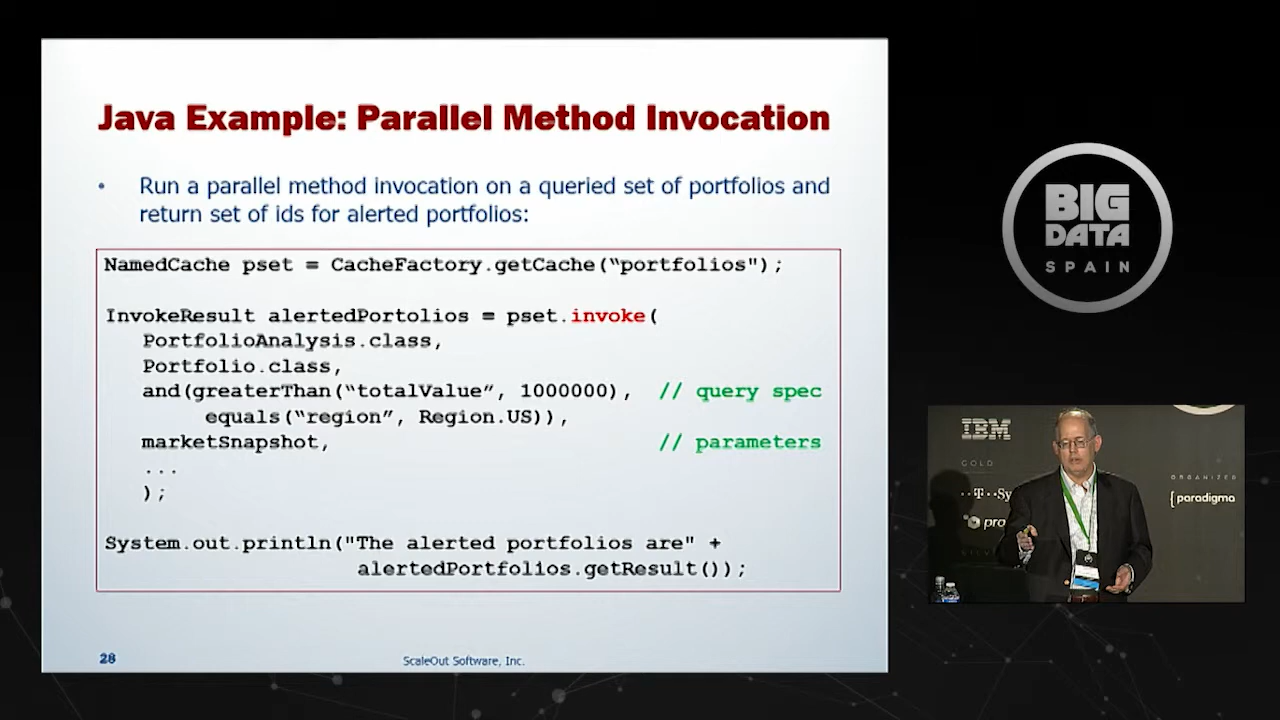 Java Example: Parallel Method Invocation
• Run a parallel method invocation on a queried set of portfolios and
return set of ids for alerted portfolios:
NamedCache pset = CacheFactory.getCache(“portfolios");
InvokeResult alertedPortolios = pset.invoke(
PortfolioAnalysis.class,
Portfolio.class,
and(greaterThan(“totalValue”, 1000000), // query spec
equals(“region”, Region.US)),
marketSnapshot, // parameters
...
);
System.out.println("The alerted portfolios are" +
alertedPortfolios.getResult());
28
ScaleOut Software, Inc.
BIG
DATA
SPAIN
IBM
GOLD
ORGANIZED
{paradigma